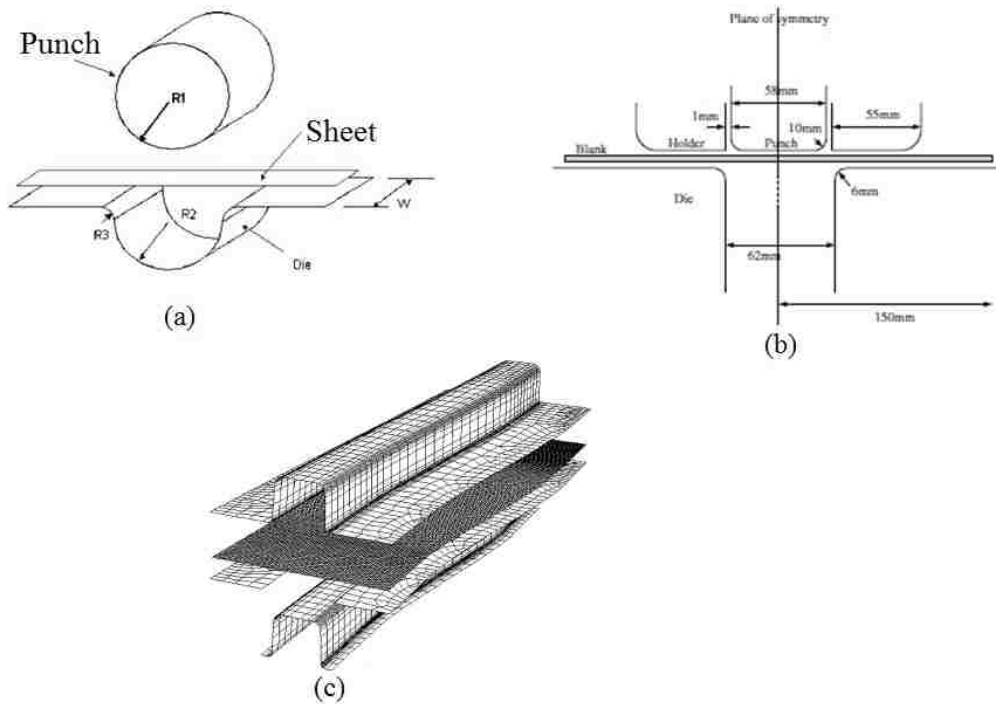 Punch
R1
Sheet
R2
W
R3
Die
(a)
Plane of symmetry
58mm
1mm
10mm
55mm
Holder
Punch
Blank
Die
6mm
62mm
150mm
(b)
(c)